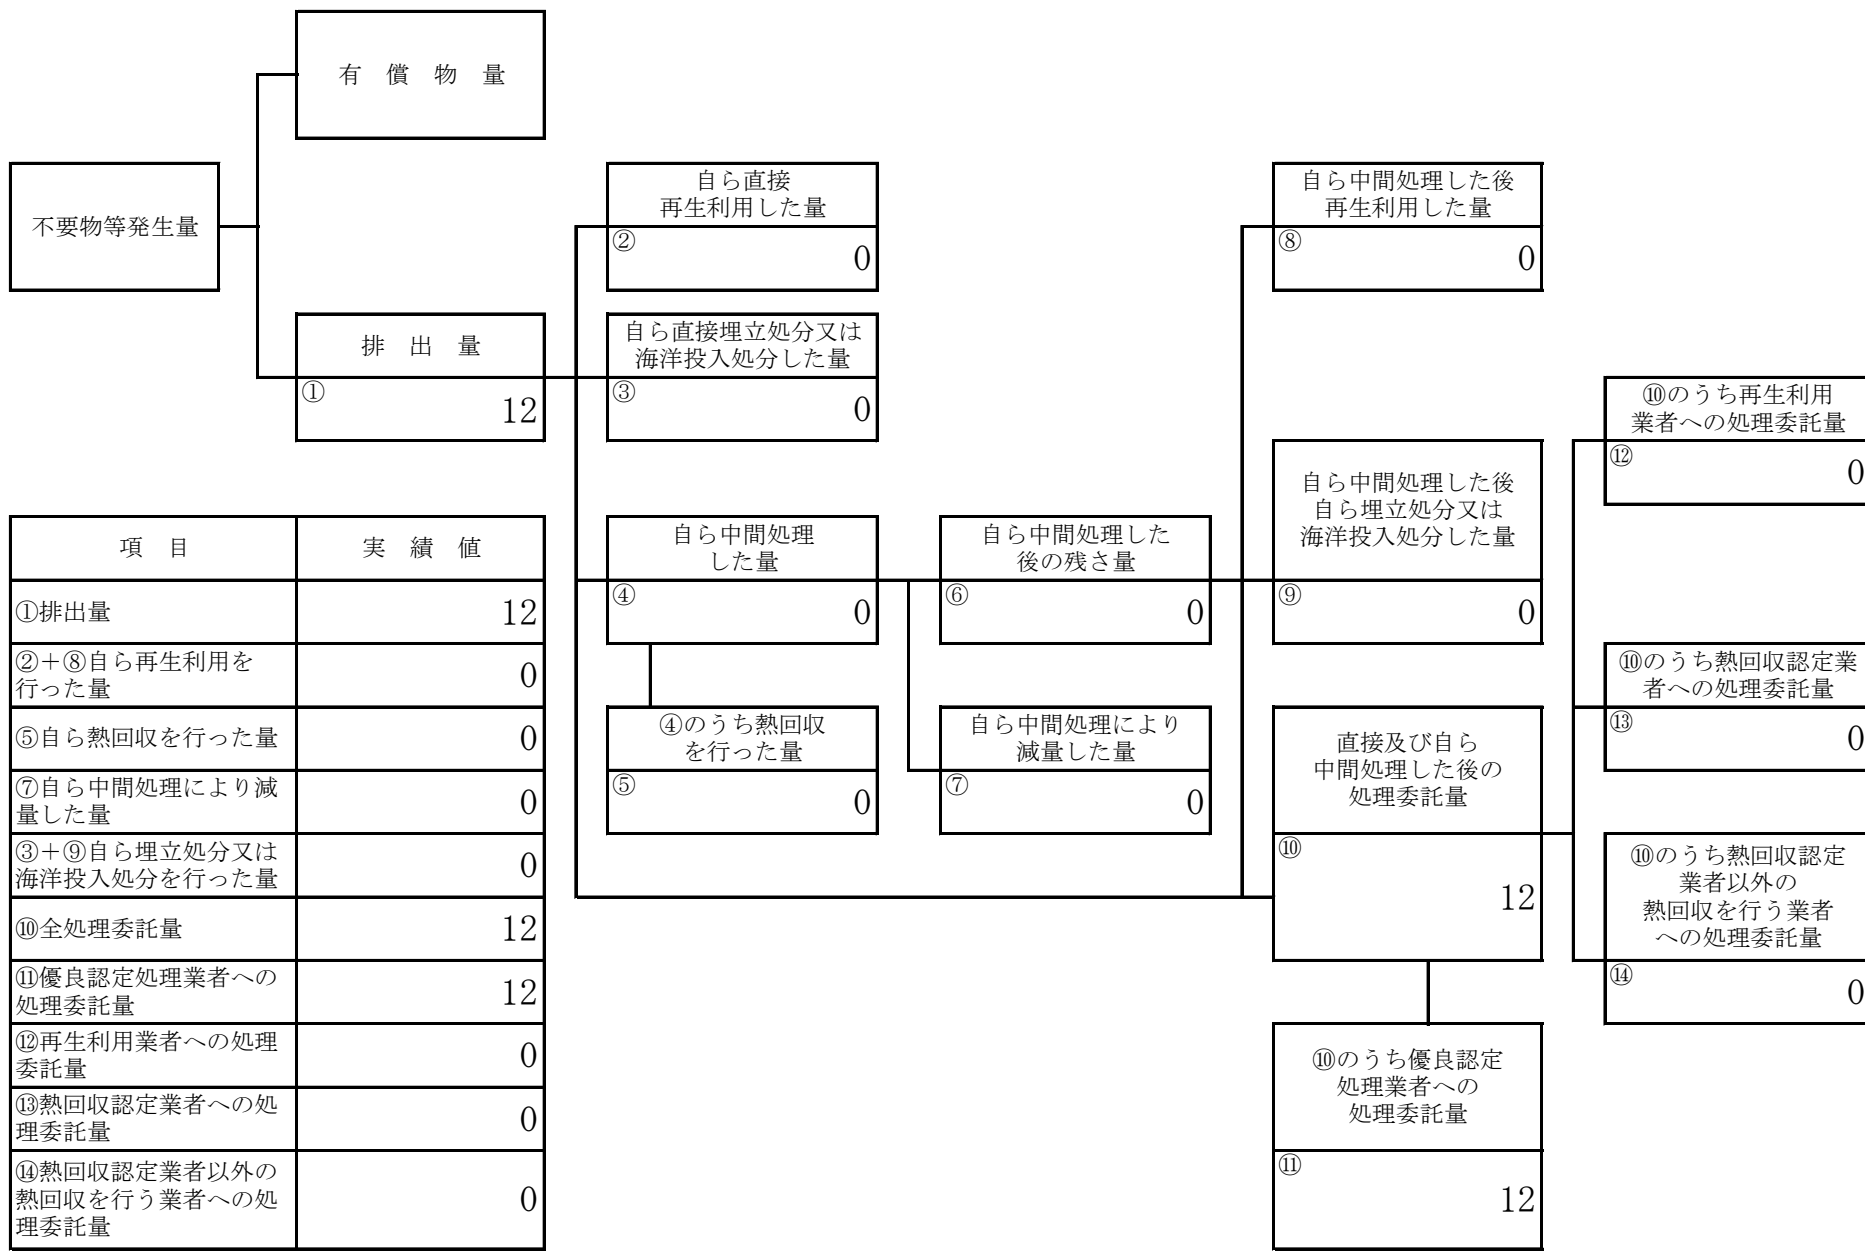 有　償　物　量
不要物等発生量
自ら直接
再生利用した量
②
0
自ら中間処理した後
再生利用した量
⑧
0
排　出　量
①
12
自ら直接埋立処分又は
海洋投入処分した量
③
0
⑩のうち再生利用
業者への処理委託量
⑫
0
自ら中間処理した後
自ら埋立処分又は
海洋投入処分した量
⑨
0
自ら中間処理
した量
④
0
自ら中間処理した
後の残さ量
⑥
0
⑩のうち熱回収認定業
者への処理委託量
⑬
0
④のうち熱回収
を行った量
⑤
0
自ら中間処理により
減量した量
⑦
0
直接及び自ら
中間処理した後の
処理委託量
⑩
12
⑩のうち熱回収認定
業者以外の
熱回収を行う業者
への処理委託量
⑭
0
⑩のうち優良認定
処理業者への
処理委託量
⑪
12
項　目
実　績　値
①排出量
12
②＋⑧自ら再生利用を
行った量
0
⑤自ら熱回収を行った量
0
⑦自ら中間処理により減
量した量
0
③＋⑨自ら埋立処分又は
海洋投入処分を行った量
0
⑩全処理委託量
12
⑪優良認定処理業者への
処理委託量
12
⑫再生利用業者への処理
委託量
0
⑬熱回収認定業者への処
理委託量
0
⑭熱回収認定業者以外の
熱回収を行う業者への処
理委託量
0